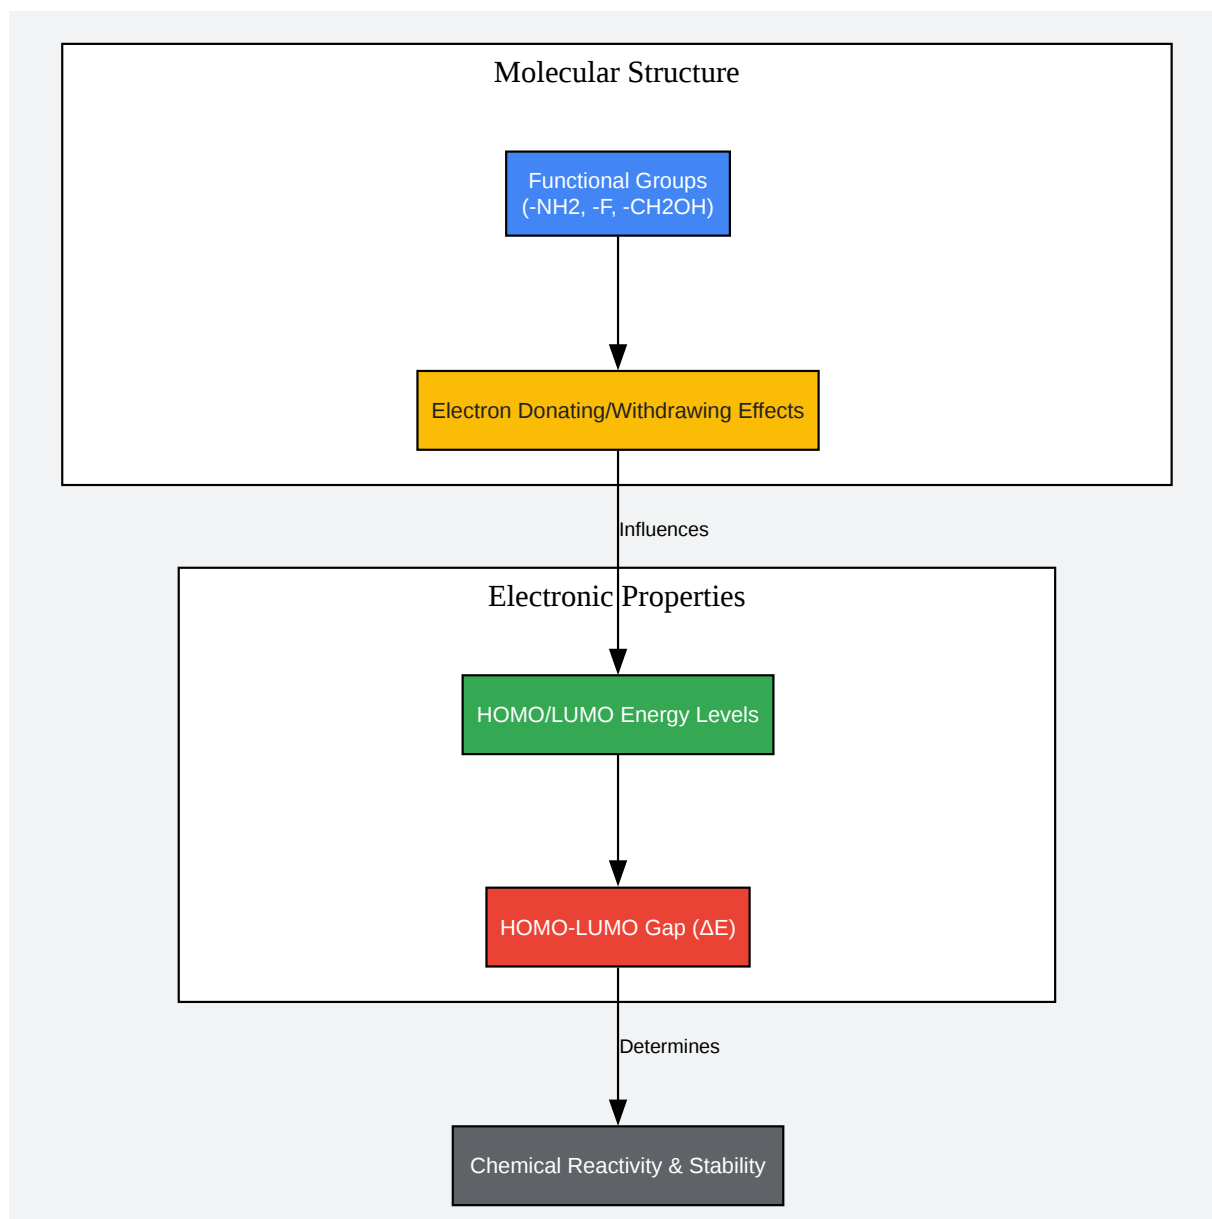 Molecular Structure
Functional Groups
(-NH2, -F, -CH2OH)
Electron Donating/Withdrawing Effects
Influences
Electronic Properties
HOMO/LUMO Energy Levels
HOMO-LUMO Gap (ΔE)
Determines
Chemical Reactivity & Stability